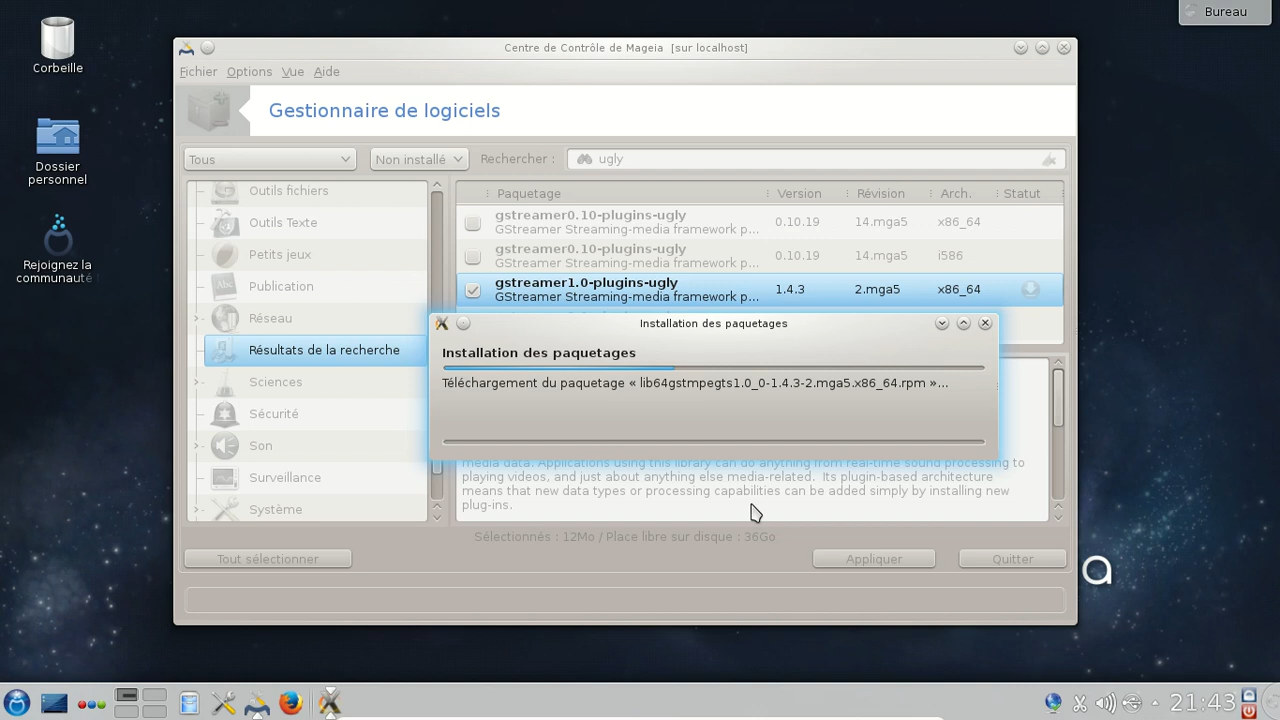 Bureau
Corbeille
Dossier
personnel
Rejoignez la
communauté
Centre de Contrôle de Mageia [sur localhost]
Fichier Options Vue Aide
Gestionnaire de logiciels
Tous
Non installé
Rechercher :
ugly
Outils fichiers
Outils Texte
Petits jeux
Publication
Abc
Réseau
Résultats de la recherche
Sciences
Sécurité
Son
Surveillance
Système
Paquetage Version Révision Arch. Statut
gstreamer0.10-plugins-ugly
GStreamer Streaming-media framework p... 0.10.19 14.mga5 x86_64
gstreamer0.10-plugins-ugly
GStreamer Streaming-media framework p... 0.10.19 14.mga5 i586
gstreamer1.0-plugins-ugly
GStreamer Streaming-media framework p... 1.4.3 2.mga5 x86_64
Installation des paquetages
Installation des paquetages
Téléchargement du paquetage « lib64gstmpegts1.0_0-1.4.3-2.mga5.x86_64.rpm »...
media data. Applications using this library can do anything from real-time sound processing to
playing videos, and just about anything else media-related. Its plugin-based architecture
means that new data types or processing capabilities can be added simply by installing new
plug-ins.
Sélectionnés : 12Mo / Place libre sur disque : 36Go
Tout sélectionner
Appliquer
Quitter
a
21:43